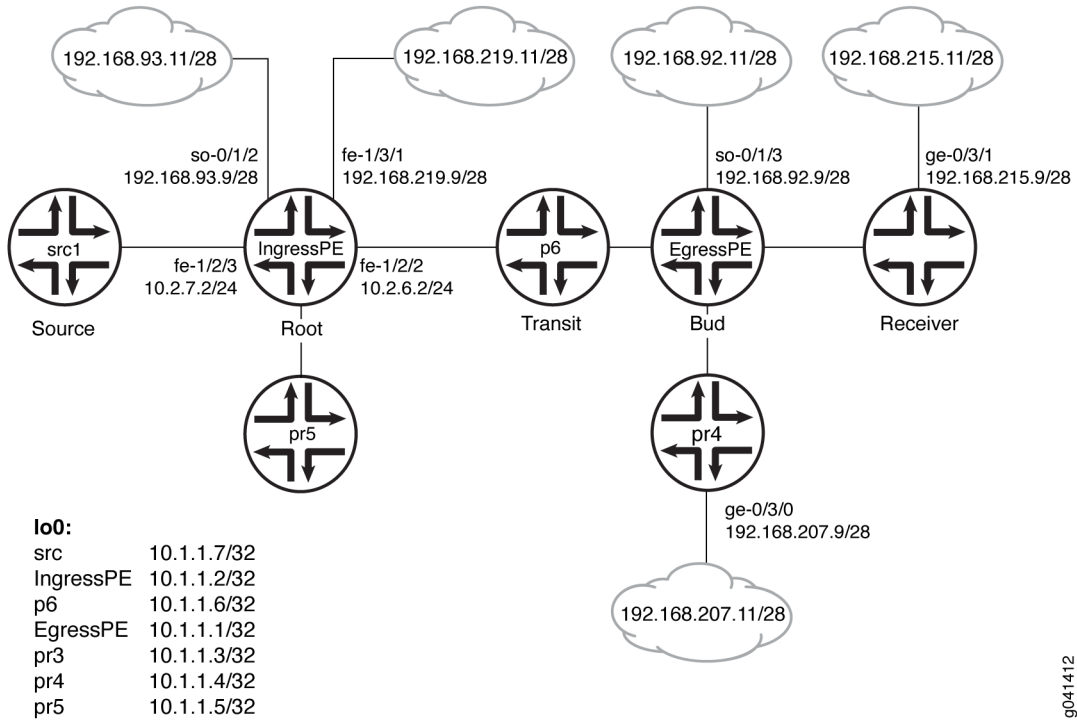 192.168.93.11/28
192.168.219.11/28
192.168.92.11/28
192.168.215.11/28
so-0/1/2
192.168.93.9/28
fe-1/3/1
192.168.219.9/28
so-0/1/3
192.168.92.9/28
ge-0/3/1
192.168.215.9/28
src1
IngressPE
p6
EgressPE
fe-1/2/3
10.2.7.2/24
fe-1/2/2
10.2.6.2/24
Source
Root
Transit
Bud
Receiver
pr5
pr4
ge-0/3/0
192.168.207.9/28
192.168.207.11/28
lo0:
src 10.1.1.7/32
IngressPE 10.1.1.2/32
p6 10.1.1.6/32
EgressPE 10.1.1.1/32
pr3 10.1.1.3/32
pr4 10.1.1.4/32
pr5 10.1.1.5/32
g041412